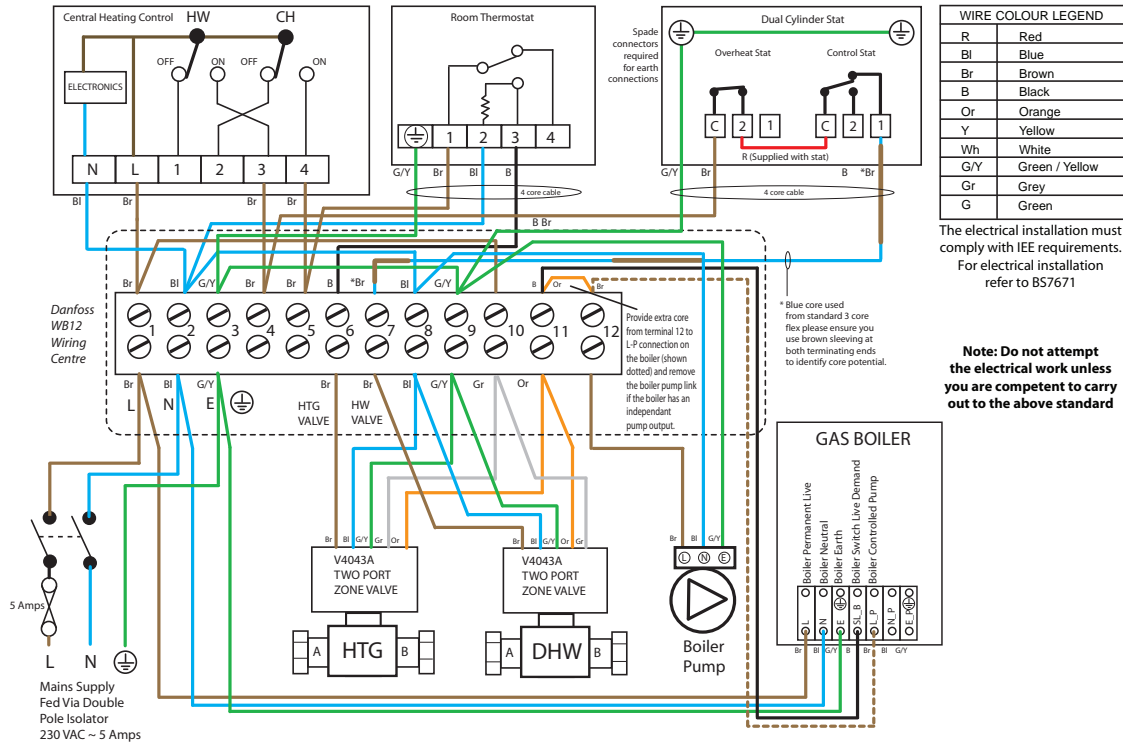 Central Heating Control
HW
CH
OFF
ON
OFF
ON
ELECTRONICS
N L 1 2 3 4
Bl
Br
Br
Br
Room Thermostat
1 2 3 4
G/Y
Br
Bl
B
4 core cable
Dual Cylinder Stat
Spade
connectors
required
for earth
connections
Overheat Stat
Control Stat
C 2 1
C 2 1
R (Supplied with stat)
G/Y
Br
B
*Br
4 core cable
WIRE COLOUR LEGEND
R Red
Bl Blue
Br Brown
B Black
Or Orange
Y Yellow
Wh White
G/Y Green / Yellow
Gr Grey
G Green
The electrical installation must
comply with IEE requirements.
For electrical installation
refer to BS7671
Note: Do not attempt
the electrical work unless
you are competent to carry
out to the above standard
B Br
Br Bl G/Y Br Br B *Br Bl G/Y Br B Or Br
Danfoss
WB12
Wiring
Centre
1 2 3 4 5 6 7 8 9 10 11 12
Provide extra core
from terminal 12 to
L-P connection on
the boiler (shown
dotted) and remove
the boiler pump link
if the boiler has an
independant
pump output.
* Blue core used
from standard 3 core
flex please ensure you
use brown sleeving at
both terminating ends
to identify core potential.
Br Bl G/Y Br Br Bl G/Y Gr Or
L
N
E
HTG
VALVE
HW
VALVE
5 Amps
L
N
Mains Supply
Fed Via Double
Pole Isolator
230 VAC ~ 5 Amps
Br Bl G/Y Gr Or
V4043A
TWO PORT
ZONE VALVE
A HTG B
Br Bl G/Y Or Gr
V4043A
TWO PORT
ZONE VALVE
A DHW B
Br Bl G/Y
L N E
Boiler
Pump
GAS BOILER
Boiler Permanent Live
Boiler Neutral
Boiler Earth
Boiler Switch Live Demand
Boiler Controlled Pump
L
N
E
SL_B
L_P
N_P
E_P
Br Bl G/Y B Br Bl G/Y